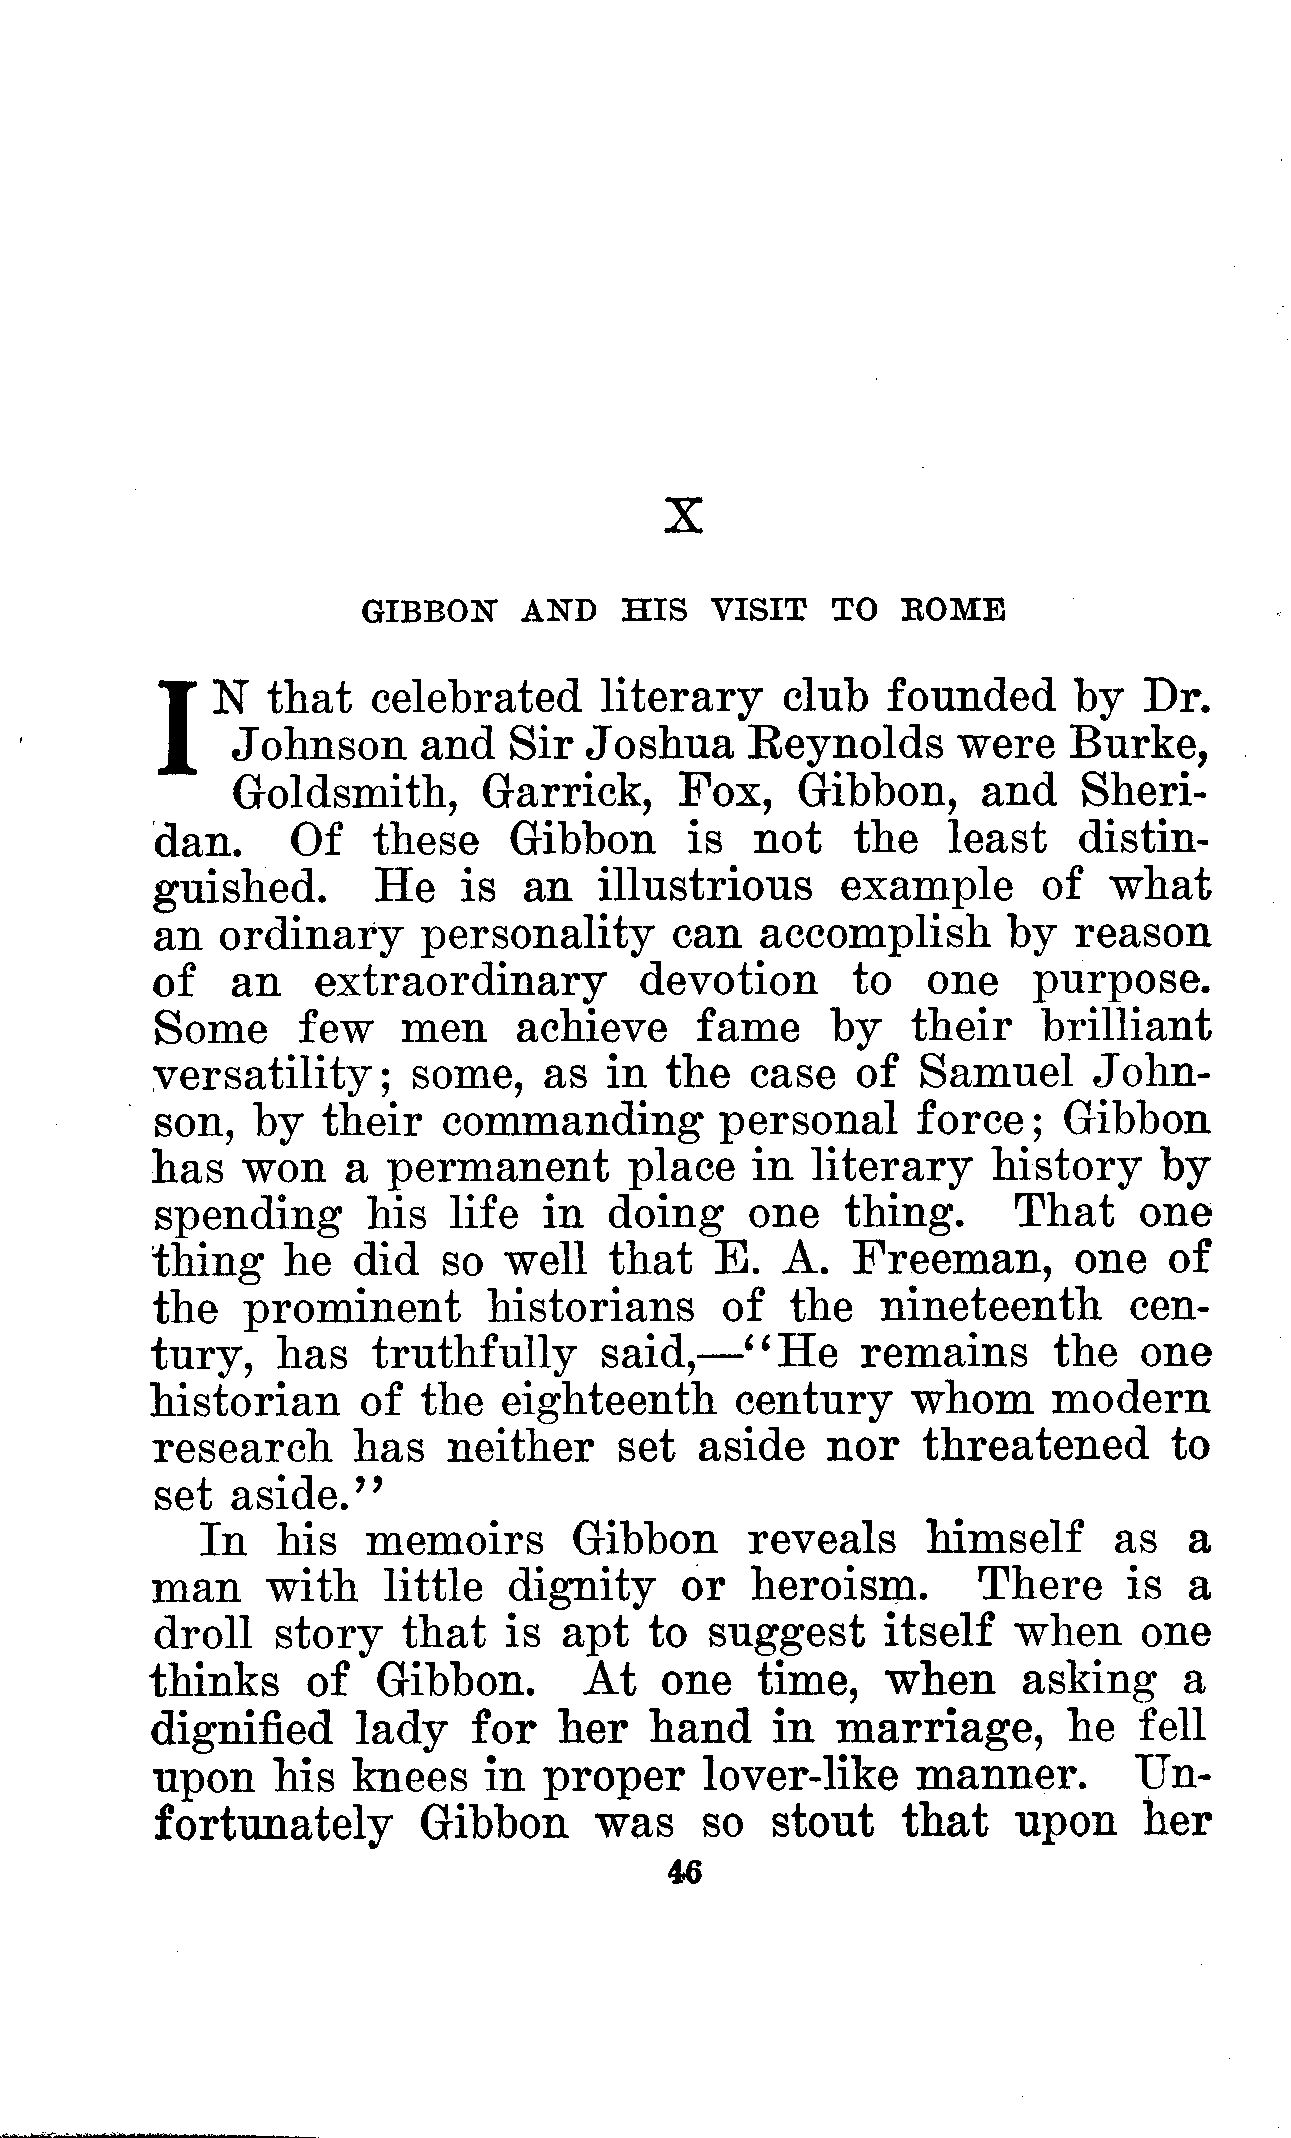 X
GIBBON AND HIS VISIT TO ROME
IN that celebrated literary club founded by Dr.
Johnson and Sir Joshua Reynolds were Burke,
Goldsmith, Garrick, Fox, Gibbon, and Sheri-
dan. Of these Gibbon is not the least distin-
guished. He is an illustrious example of what
an ordinary personality can accomplish by reason
of an extraordinary devotion to one purpose.
Some few men achieve fame by their brilliant
versatility; some, as in the case of Samuel John-
son, by their commanding personal force; Gibbon
has won a permanent place in literary history by
spending his life in doing one thing. That one
thing he did so well that E. A. Freeman, one of
the prominent historians of the nineteenth cen-
tury, has truthfully said,—"He remains the one
historian of the eighteenth century whom modern
research has neither set aside nor threatened to
set aside."
In his memoirs Gibbon reveals himself as a
man with little dignity or heroism. There is a
droll story that is apt to suggest itself when one
thinks of Gibbon. At one time, when asking a
dignified lady for her hand in marriage, he fell
upon his knees in proper lover-like manner. Un-
fortunately Gibbon was so stout that upon her
46